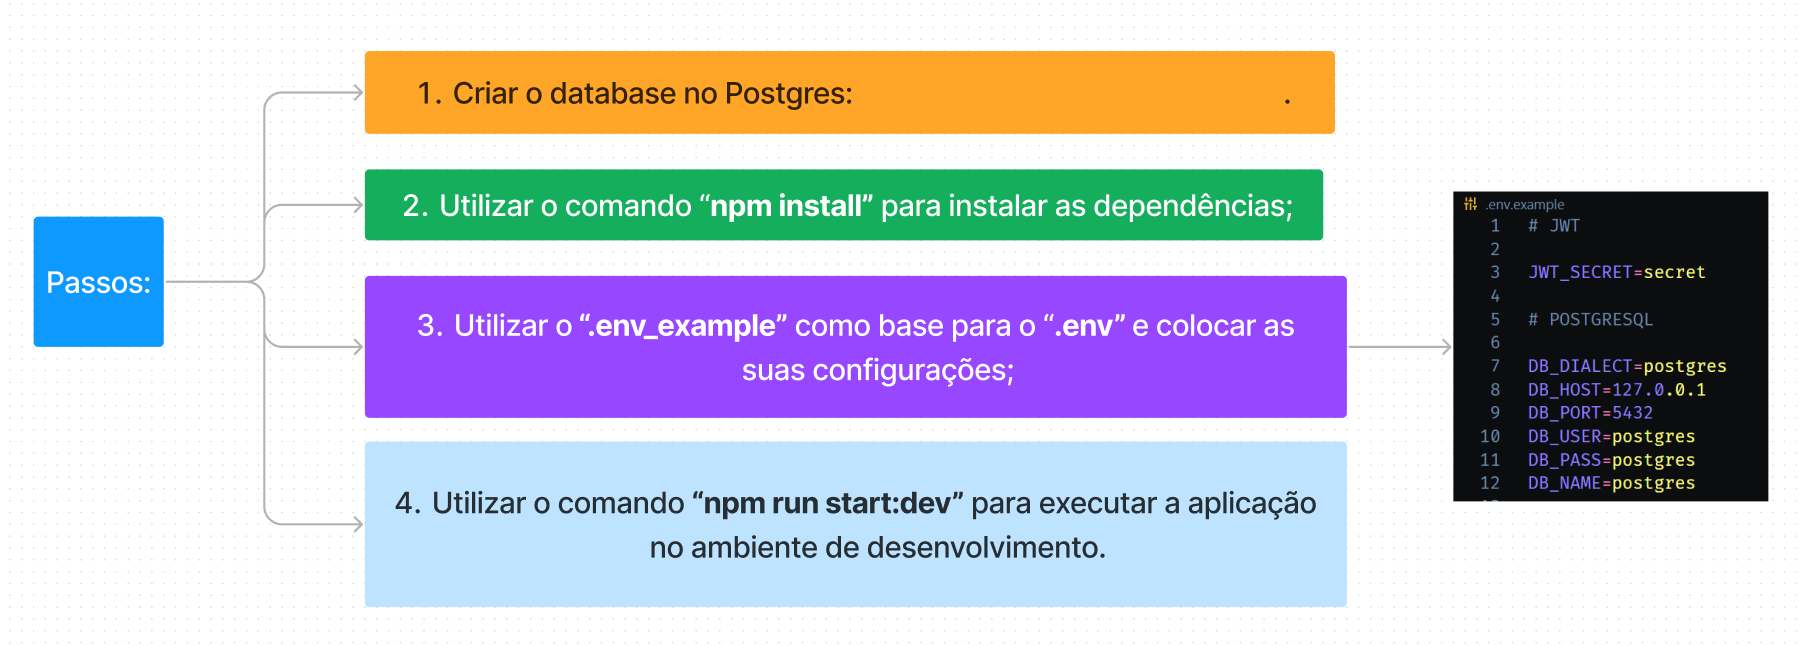 Passos:
1. Criar o database no Postgres: .
2. Utilizar o comando “npm install” para instalar as dependências;
3. Utilizar o “.env_example” como base para o “.env” e colocar as
suas configurações;
4. Utilizar o comando “npm run start:dev” para executar a aplicação
no ambiente de desenvolvimento.
.env.example
1 # JWT
2
3 JWT_SECRET=secret
4
5 # POSTGRESQL
6
7 DB_DIALECT=postgres
8 DB_HOST=127.0.0.1
9 DB_PORT=5432
10 DB_USER=postgres
11 DB_PASS=postgres
12 DB_NAME=postgres